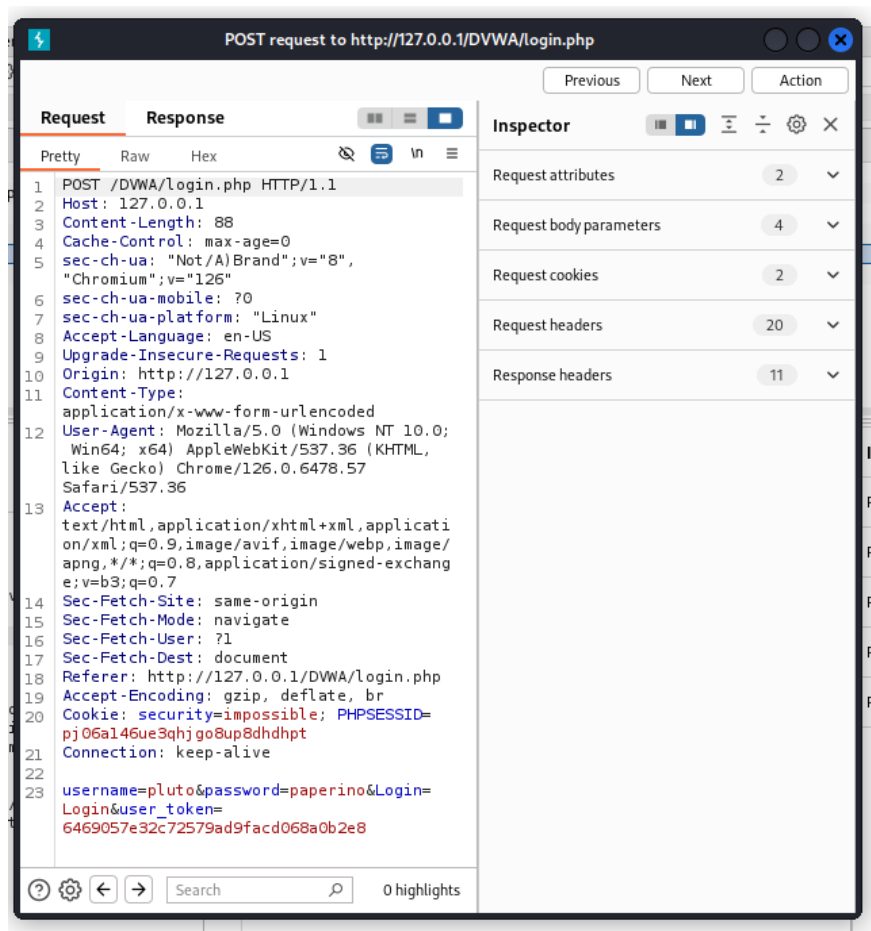 POST request to http://127.0.0.1/DVWA/login.php
Previous Next Action
Request Response
Inspector
Pretty Raw Hex
\n
1 POST /DVWA/login.php HTTP/1.1
2 Host: 127.0.0.1
3 Content-Length: 88
4 Cache-Control: max-age=0
5 sec-ch-ua: "Not/A)Brand";v="8",
"Chromium";v="126"
6 sec-ch-ua-mobile: ?0
7 sec-ch-ua-platform: "Linux"
8 Accept-Language: en-US
9 Upgrade-Insecure-Requests: 1
10 Origin: http://127.0.0.1
11 Content-Type:
application/x-www-form-urlencoded
12 User-Agent: Mozilla/5.0 (Windows NT 10.0;
Win64; x64) AppleWebKit/537.36 (KHTML,
like Gecko) Chrome/126.0.6478.57
Safari/537.36
13 Accept:
text/html,application/xhtml+xml,applicati
on/xml;q=0.9,image/avif,image/webp,image/
apng,*/*;q=0.8,application/signed-exchang
e;v=b3;q=0.7
14 Sec-Fetch-Site: same-origin
15 Sec-Fetch-Mode: navigate
16 Sec-Fetch-User: ?1
17 Sec-Fetch-Dest: document
18 Referer: http://127.0.0.1/DVWA/login.php
19 Accept-Encoding: gzip, deflate, br
20 Cookie: security=impossible; PHPSESSID=
pj06a146ue3qhjgo8up8dhdhpt
21 Connection: keep-alive
22
23 username=pluto&password=paperino&Login=
Login&user_token=
6469057e32c72579ad9facd068a0b2e8
Request attributes 2
Request body parameters 4
Request cookies 2
Request headers 20
Response headers 11
Search
0 highlights